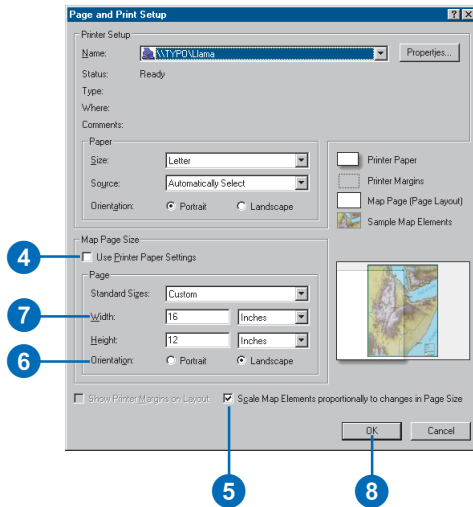 Page and Print Setup
Printer Setup
Name: \\TYPO\Llama Properties...
Status: Ready
Type:
Where:
Comments:
Paper
Size: Letter
Source: Automatically Select
Orientation: Portrait Landscape
Printer Paper
Printer Margins
Map Page (Page Layout)
Sample Map Elements
Map Page Size
4 Use Printer Paper Settings
Page
Standard Sizes: Custom
7 Width: 16 Inches
Height: 12 Inches
6 Orientation: Portrait Landscape
Show Printer Margins on Layout Scale Map Elements proportionally to changes in Page Size
OK Cancel
5 8